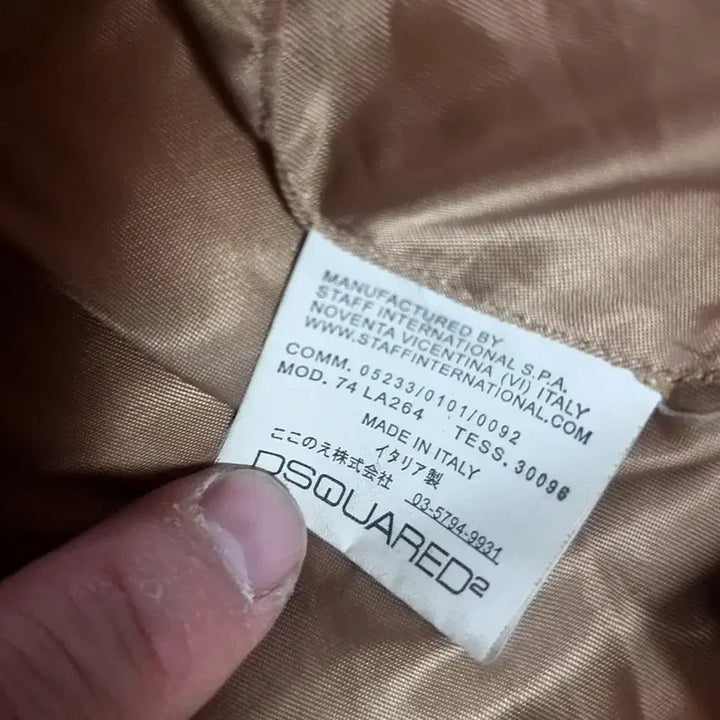 MANUFACTURED BY
STAFF INTERNATIONAL S.P.A.
NOVENTA VICENTINA (VI) ITALY
WWW.STAFFINTERNATIONAL.COM
COMM. 05233/0101/0092
MOD. 74 LA264 TESS. 30096
MADE IN ITALY
イタリア製
ここのえ株式会社 03-5794-9931
DSQUARED²